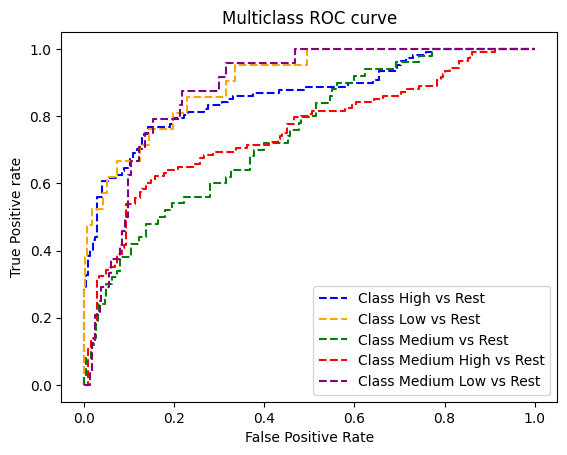 Multiclass ROC curve
True Positive rate
1.0
0.8
0.6
0.4
0.2
0.0
Class High vs Rest
Class Low vs Rest
Class Medium vs Rest
Class Medium High vs Rest
Class Medium Low vs Rest
0.0 0.2 0.4 0.6 0.8 1.0
False Positive Rate